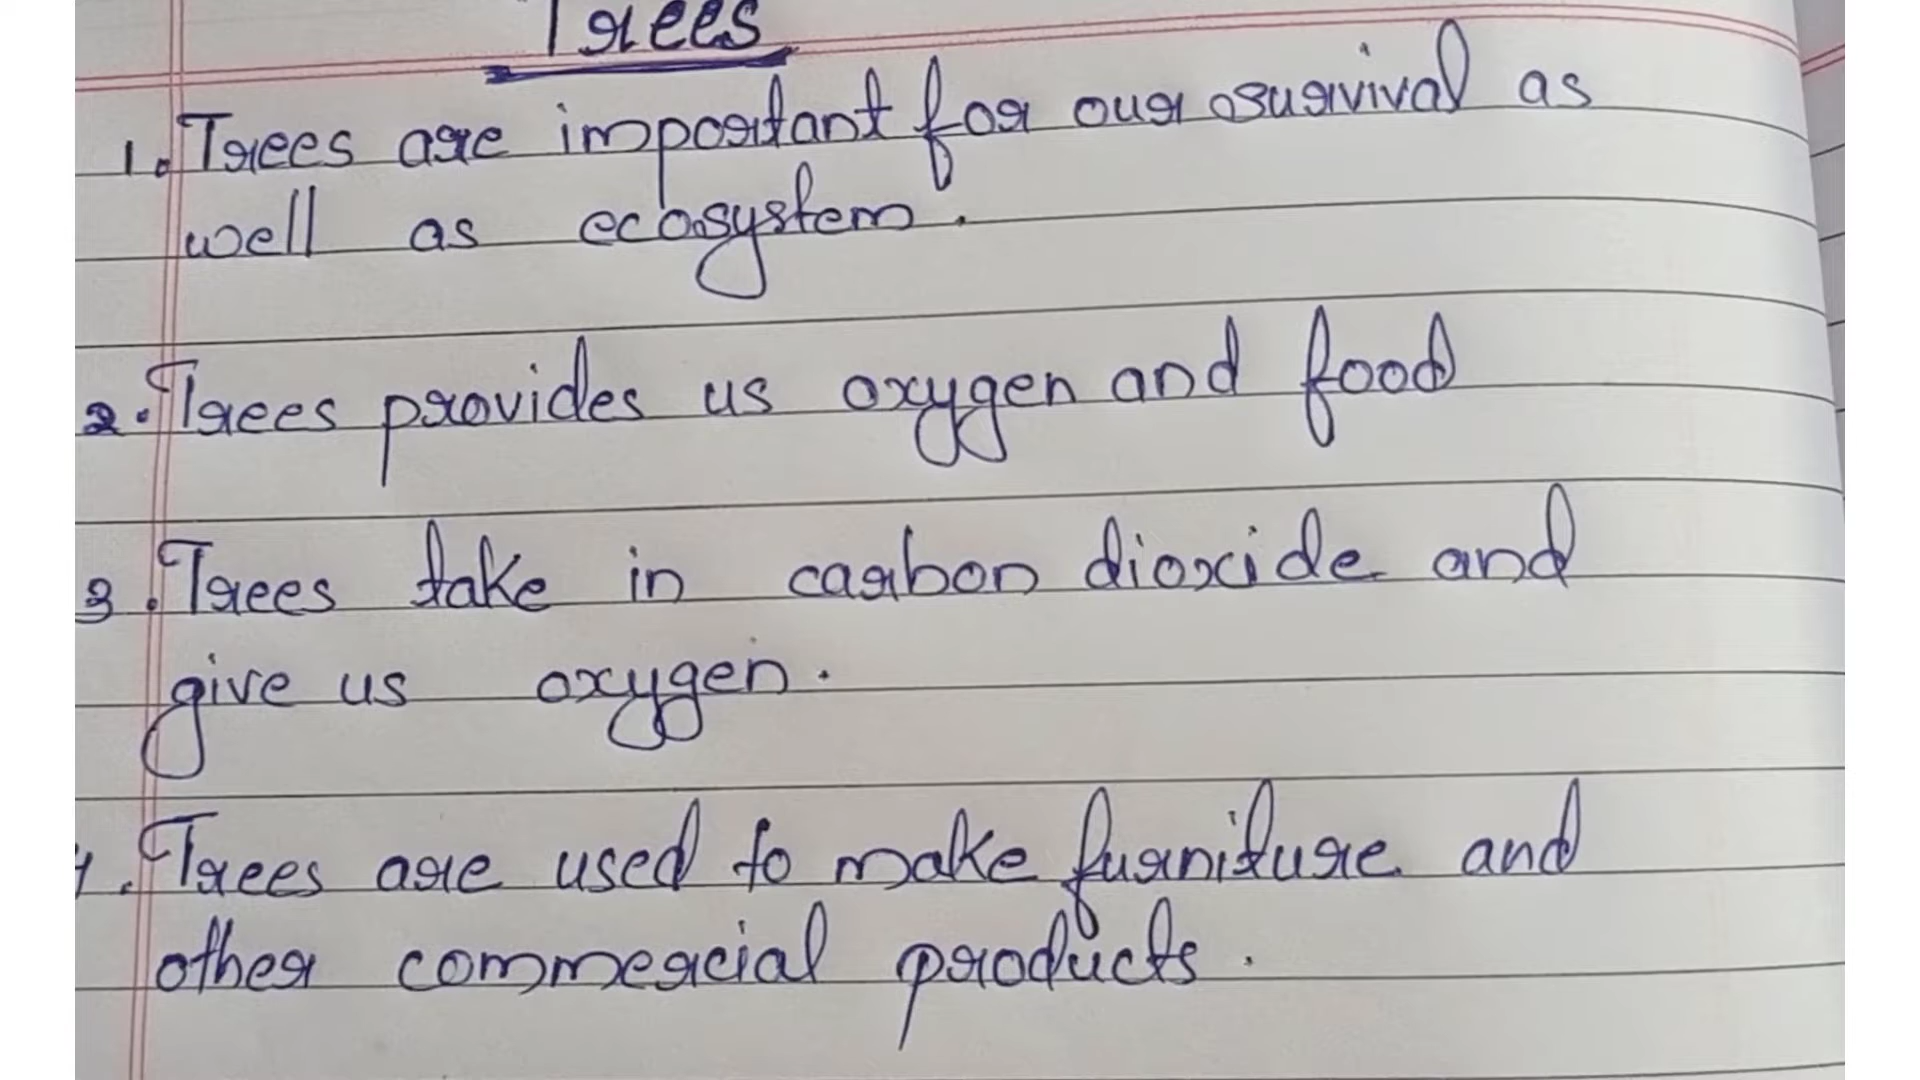 Trees
1. Trees are important for our survival as
well as ecosystem.
2. Trees provides us oxygen and food
3. Trees take in carbon dioxide and
give us oxygen.
4. Trees are used to make furniture and
other commercial products.